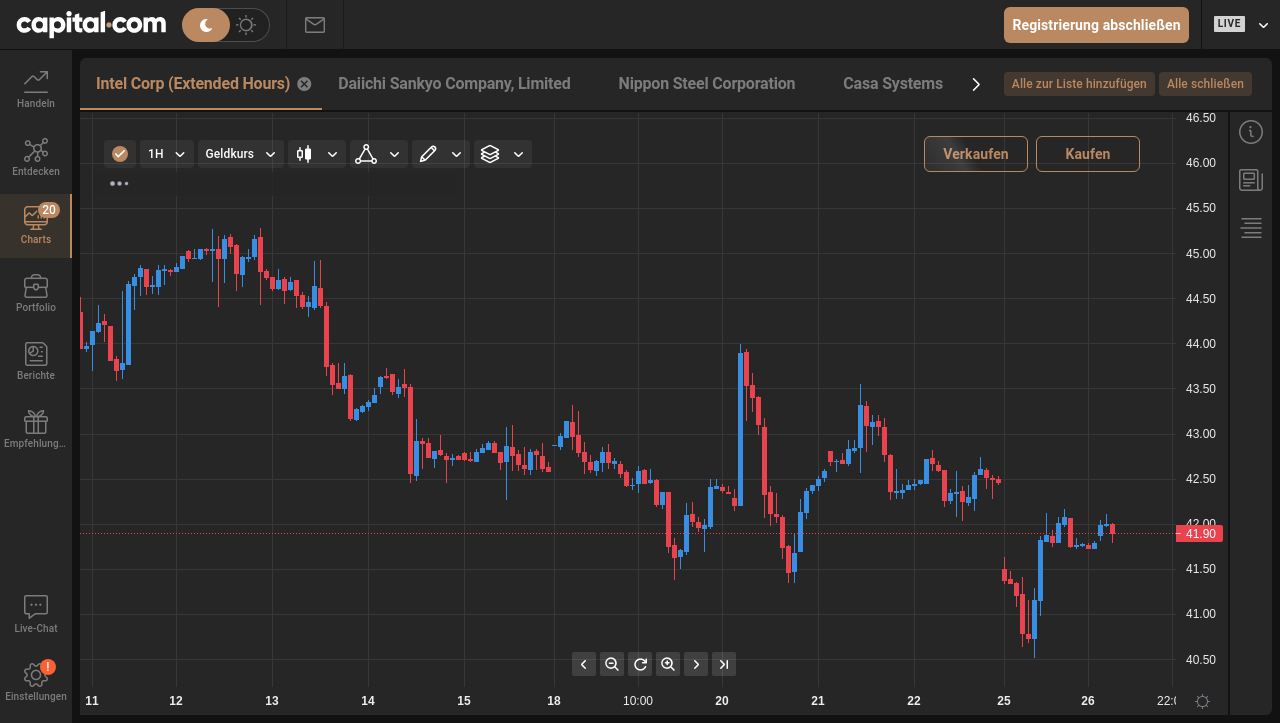 capital.com
Registrierung abschließen
LIVE
Intel Corp (Extended Hours)
Daiichi Sankyo Company, Limited
Nippon Steel Corporation
Casa Systems
Alle zur Liste hinzufügen
Alle schließen
Handeln
Entdecken
20
Charts
Portfolio
Berichte
Empfehlung...
Live-Chat
!
Einstellungen
1H
Geldkurs
Verkaufen
Kaufen
46.50
46.00
45.50
45.00
44.50
44.00
43.50
43.00
42.50
42.00
41.90
41.50
41.00
40.50
11 12 13 14 15 18 10:00 20 21 22 25 26